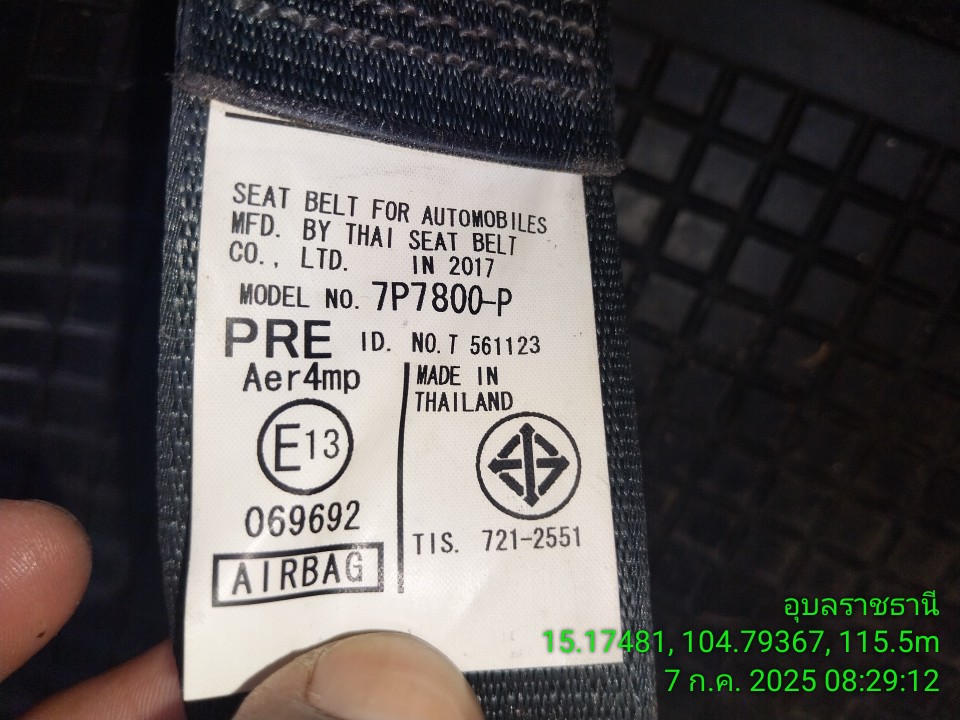 SEAT BELT FOR AUTOMOBILES
MFD. BY THAI SEAT BELT
CO., LTD. IN 2017
MODEL NO. 7P7800-P
PRE ID. NO. T 561123
Aer4mp
E13
069692
AIRBAG
MADE IN
THAILAND
TIS. 721-2551
อุบลราชธานี
15.17481, 104.79367, 115.5m
7 ก.ค. 2025 08:29:12